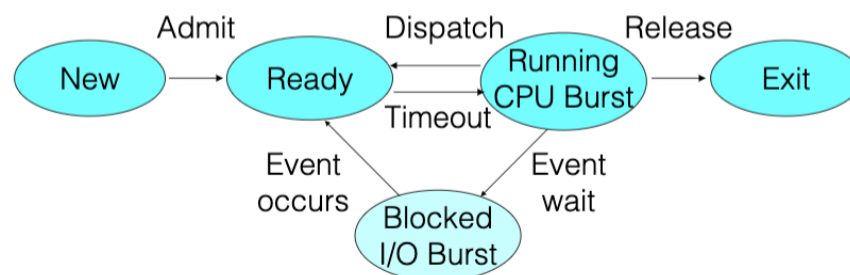 Admit
Dispatch
Release
New
Ready
Running
CPU Burst
Exit
Timeout
Event
occurs
Event
wait
Blocked
I/O Burst